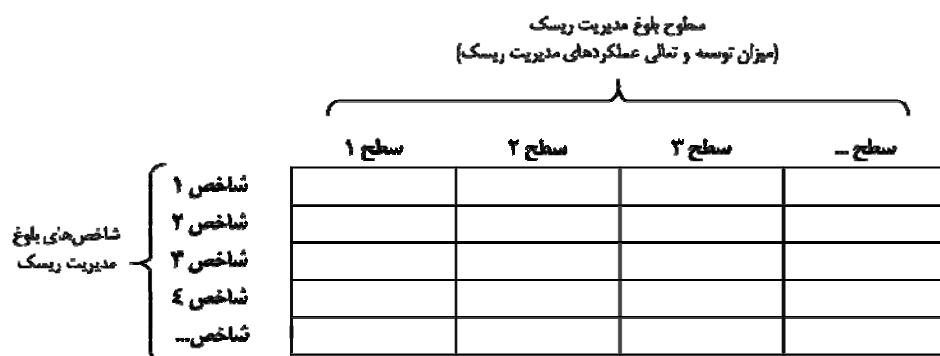 سطوح بلوغ مدیریت ریسک
(میزان توسعه و تعالی عملکردهای مدیریت ریسک)
سطح ۱
سطح ۲
سطح ۳
سطح ...
شاخص‌های بلوغ
مدیریت ریسک
شاخص ۱
شاخص ۲
شاخص ۳
شاخص ٤
شاخص...